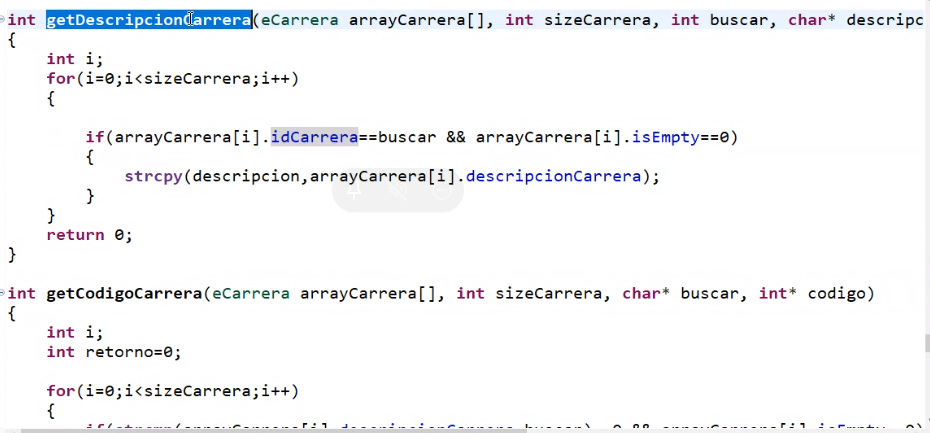 int getDescripcionCarrera(eCarrera arrayCarrera[], int sizeCarrera, int buscar, char* descripc
{
int i;
for(i=0;i<sizeCarrera;i++)
{
if(arrayCarrera[i].idCarrera==buscar && arrayCarrera[i].isEmpty==0)
{
strcpy(descripcion,arrayCarrera[i].descripcionCarrera);
}
}
return 0;
}
int getCodigoCarrera(eCarrera arrayCarrera[], int sizeCarrera, char* buscar, int* codigo)
{
int i;
int retorno=0;
for(i=0;i<sizeCarrera;i++)
{
if(strcmp(arrayCarrera[i].descripcionCarrera,buscar)==0 && arrayCarrera[i].isEmpty==0)